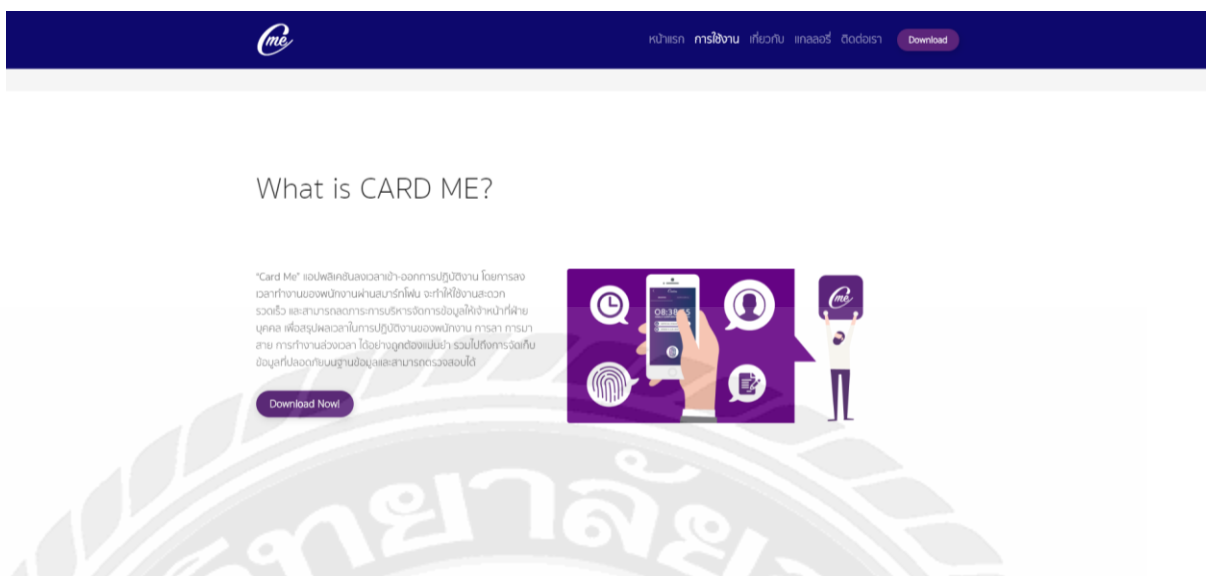 Cme
หน้าแรก การใช้งาน เกี่ยวกับ แกลลอรี่ ติดต่อเรา Download
What is CARD ME?
"Card Me" แอปพลิเคชันลงเวลาเข้า-ออกการปฏิบัติงาน โดยการลง
เวลาทำงานของพนักงานผ่านสมาร์ทโฟน จะทำให้ใช้งานสะดวก
รวดเร็ว และสามารถลดภาระการบริหารจัดการข้อมูลให้เจ้าหน้าที่ฝ่าย
บุคคล เพื่อสรุปผลเวลาในการปฏิบัติงานของพนักงาน การลา การมา
สาย การทำงานล่วงเวลา ได้อย่างถูกต้องแม่นยำ รวมไปถึงการจัดเก็บ
ข้อมูลที่ปลอดภัยบนฐานข้อมูลและสามารถตรวจสอบได้
Download Now!
Cme